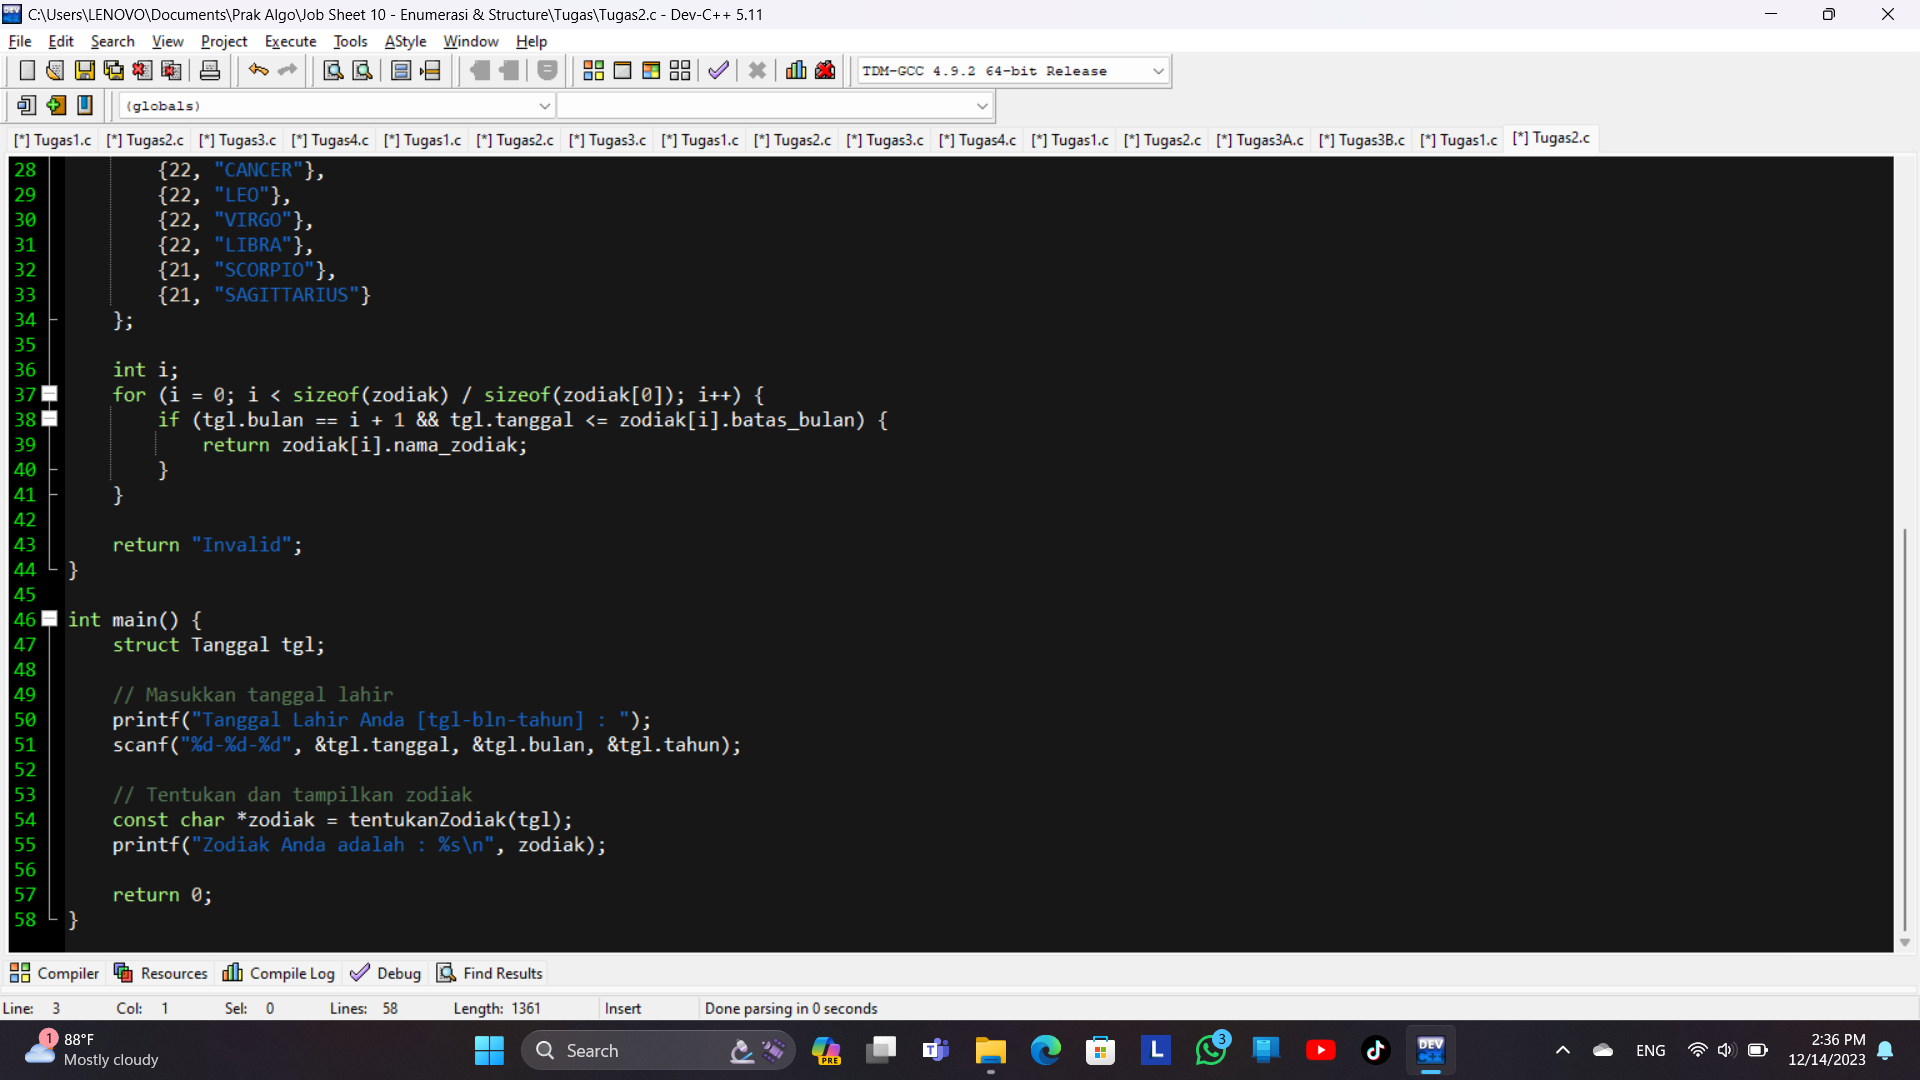 C:\Users\LENOVO\Documents\Prak Algo\Job Sheet 10 - Enumerasi & Structure\Tugas\Tugas2.c - Dev-C++ 5.11
File Edit Search View Project Execute Tools AStyle Window Help
TDM-GCC 4.9.2 64-bit Release
(globals)
[*] Tugas1.c [*] Tugas2.c [*] Tugas3.c [*] Tugas4.c [*] Tugas1.c [*] Tugas2.c [*] Tugas3.c [*] Tugas1.c [*] Tugas2.c [*] Tugas3.c [*] Tugas4.c [*] Tugas1.c [*] Tugas2.c [*] Tugas3A.c [*] Tugas3B.c [*] Tugas1.c [*] Tugas2.c
28 {22, "CANCER"},
29 {22, "LEO"},
30 {22, "VIRGO"},
31 {22, "LIBRA"},
32 {21, "SCORPIO"},
33 {21, "SAGITTARIUS"}
34 };
35
36 int i;
37 for (i = 0; i < sizeof(zodiak) / sizeof(zodiak[0]); i++) {
38 if (tgl.bulan == i + 1 && tgl.tanggal <= zodiak[i].batas_bulan) {
39 return zodiak[i].nama_zodiak;
40 }
41 }
42
43 return "Invalid";
44 }
45
46 int main() {
47 struct Tanggal tgl;
48
49 // Masukkan tanggal lahir
50 printf("Tanggal Lahir Anda [tgl-bln-tahun] : ");
51 scanf("%d-%d-%d", &tgl.tanggal, &tgl.bulan, &tgl.tahun);
52
53 // Tentukan dan tampilkan zodiak
54 const char *zodiak = tentukanZodiak(tgl);
55 printf("Zodiak Anda adalah : %s\n", zodiak);
56
57 return 0;
58 }
Compiler Resources Compile Log Debug Find Results
Line: 3 Col: 1 Sel: 0 Lines: 58 Length: 1361 Insert Done parsing in 0 seconds
1 88°F
Mostly cloudy
Search
PRE
T
L
3
DEV C++
ENG
2:36 PM
12/14/2023